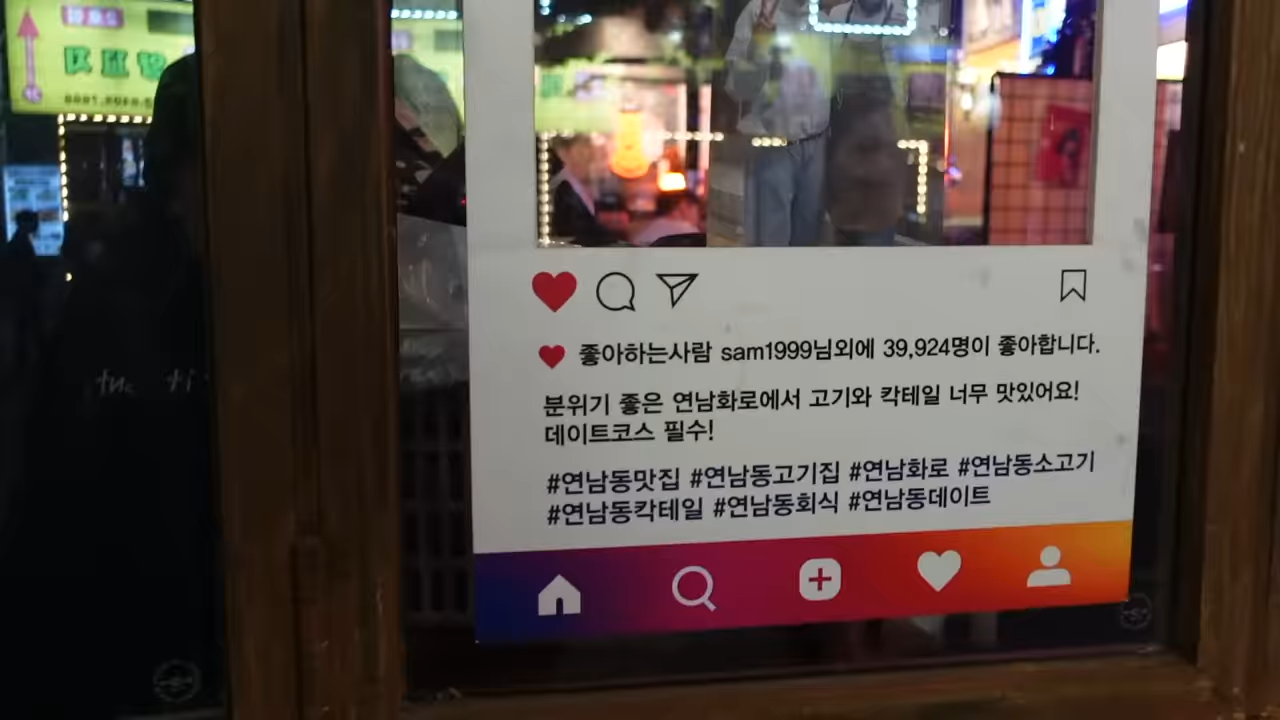 좋아하는사람 sam1999님외에 39,924명이 좋아합니다.
분위기 좋은 연남화로에서 고기와 칵테일 너무 맛있어요!
데이트코스 필수!
#연남동맛집 #연남동고기집 #연남화로 #연남동소고기
#연남동칵테일 #연남동회식 #연남동데이트